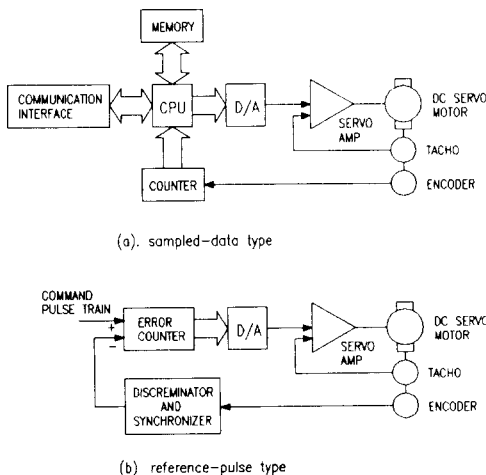 MEMORY
COMMUNICATION
INTERFACE
CPU
D/A
SERVO
AMP
DC SERVO
MOTOR
TACHO
COUNTER
ENCODER
(a). sampled-data type
COMMAND
PULSE TRAIN
+
−
ERROR
COUNTER
D/A
SERVO
AMP
DC SERVO
MOTOR
TACHO
DISCREMINATOR
AND
SYNCHRONIZER
ENCODER
(b) reference-pulse type